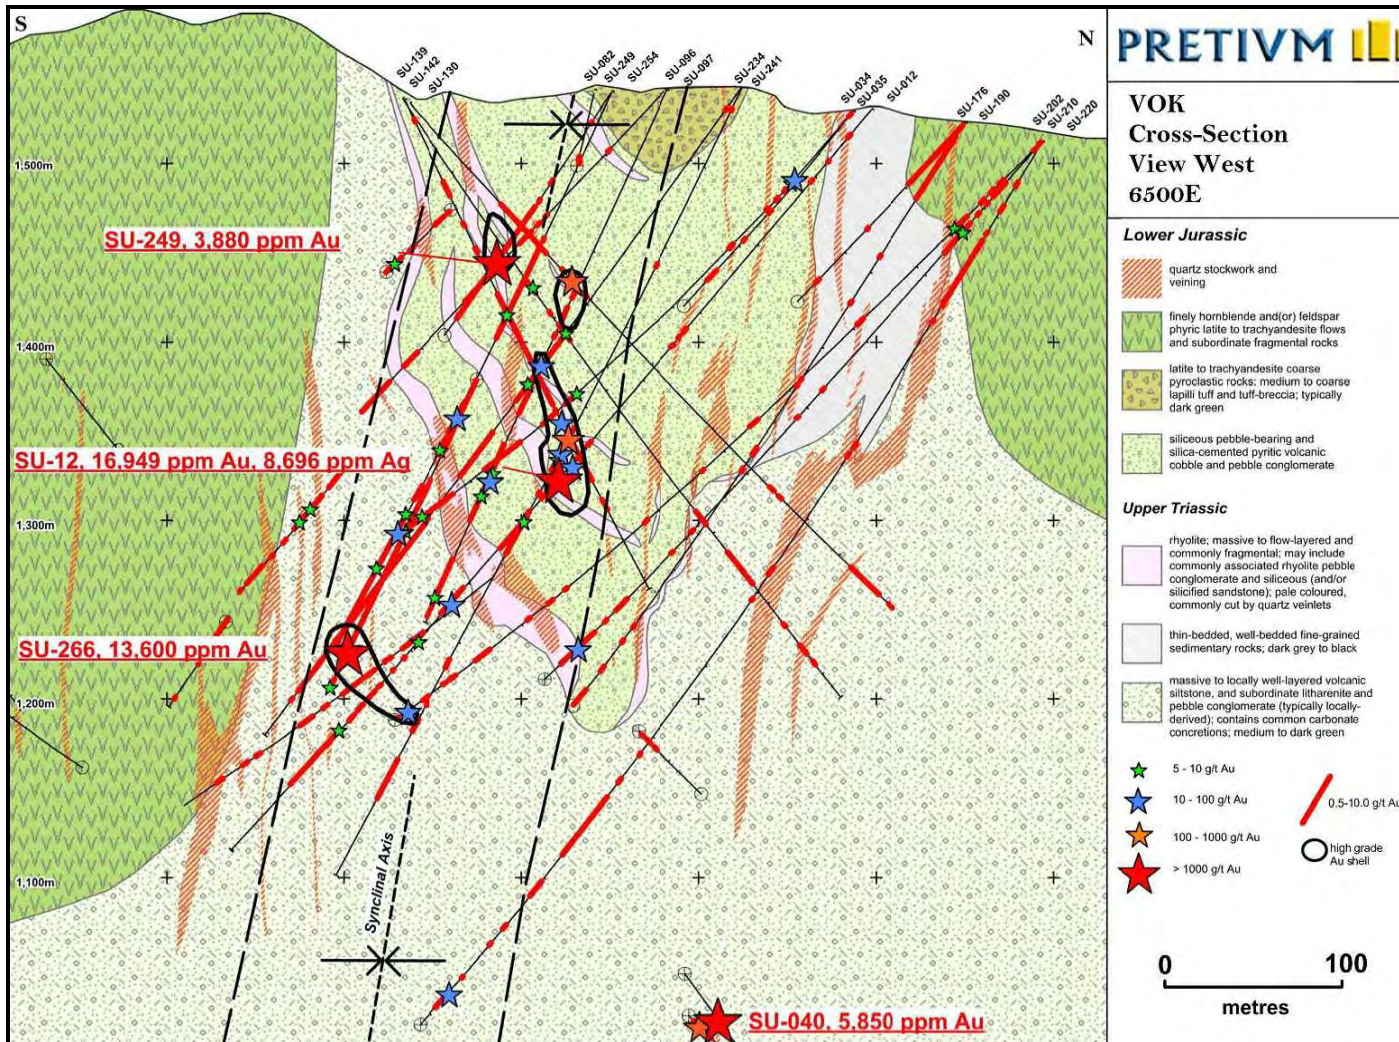 S
N
SU-139
SU-142
SU-130
SU-082
SU-249
SU-254
SU-096
SU-097
SU-234
SU-241
SU-034
SU-035
SU-012
SU-176
SU-190
SU-202
SU-210
SU-220
1,500m
1,400m
1,300m
1,200m
1,100m
SU-249, 3,880 ppm Au
SU-12, 16,949 ppm Au, 8,696 ppm Ag
SU-266, 13,600 ppm Au
SU-040, 5,850 ppm Au
Synclinal Axis
PRETIVM
VOK
Cross-Section
View West
6500E
Lower Jurassic
quartz stockwork and
veining
finely hornblende and(or) feldspar
phyric latite to trachyandesite flows
and subordinate fragmental rocks
latite to trachyandesite coarse
pyroclastic rocks: medium to coarse
lapilli tuff and tuff-breccia; typically
dark green
siliceous pebble-bearing and
silica-cemented pyritic volcanic
cobble and pebble conglomerate
Upper Triassic
rhyolite; massive to flow-layered and
commonly fragmental; may include
commonly associated rhyolite pebble
conglomerate and siliceous (and/or
silicified sandstone); pale coloured,
commonly cut by quartz veinlets
thin-bedded, well-bedded fine-grained
sedimentary rocks; dark grey to black
massive to locally well-layered volcanic
siltstone, and subordinate litharenite and
pebble conglomerate (typically locally-
derived); contains common carbonate
concretions; medium to dark green
5 - 10 g/t Au
10 - 100 g/t Au
100 - 1000 g/t Au
> 1000 g/t Au
0.5-10.0 g/t Au
high grade
Au shell
0 100
metres